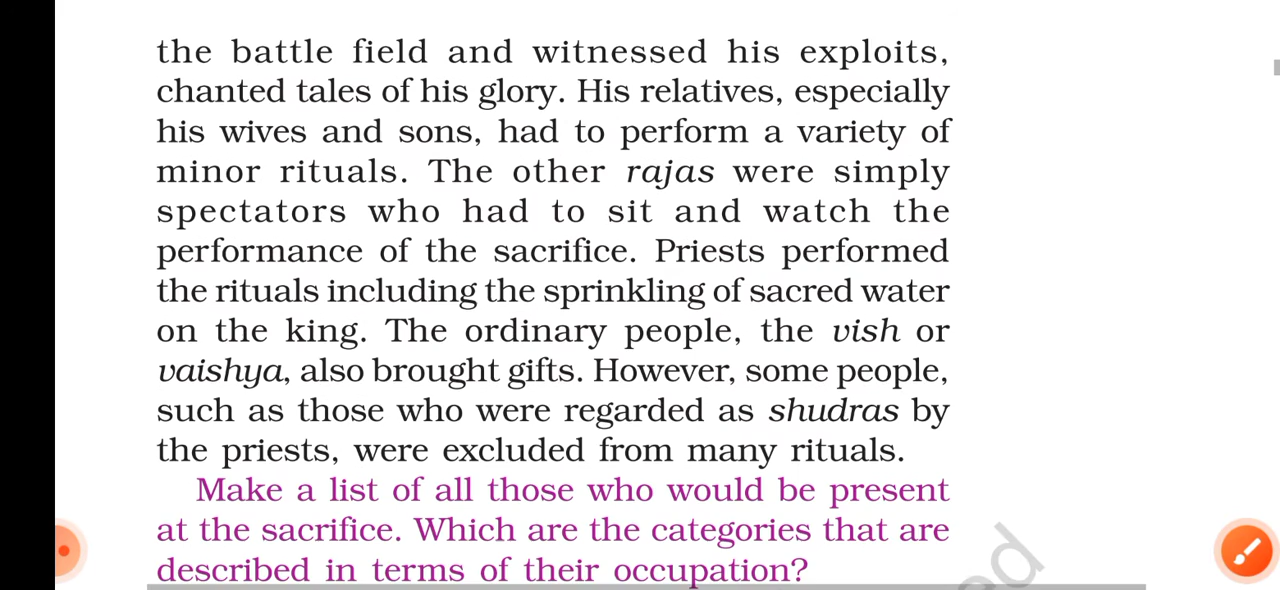 the battle field and witnessed his exploits,
chanted tales of his glory. His relatives, especially
his wives and sons, had to perform a variety of
minor rituals. The other rajas were simply
spectators who had to sit and watch the
performance of the sacrifice. Priests performed
the rituals including the sprinkling of sacred water
on the king. The ordinary people, the vish or
vaishya, also brought gifts. However, some people,
such as those who were regarded as shudras by
the priests, were excluded from many rituals.
Make a list of all those who would be present
at the sacrifice. Which are the categories that are
described in terms of their occupation?